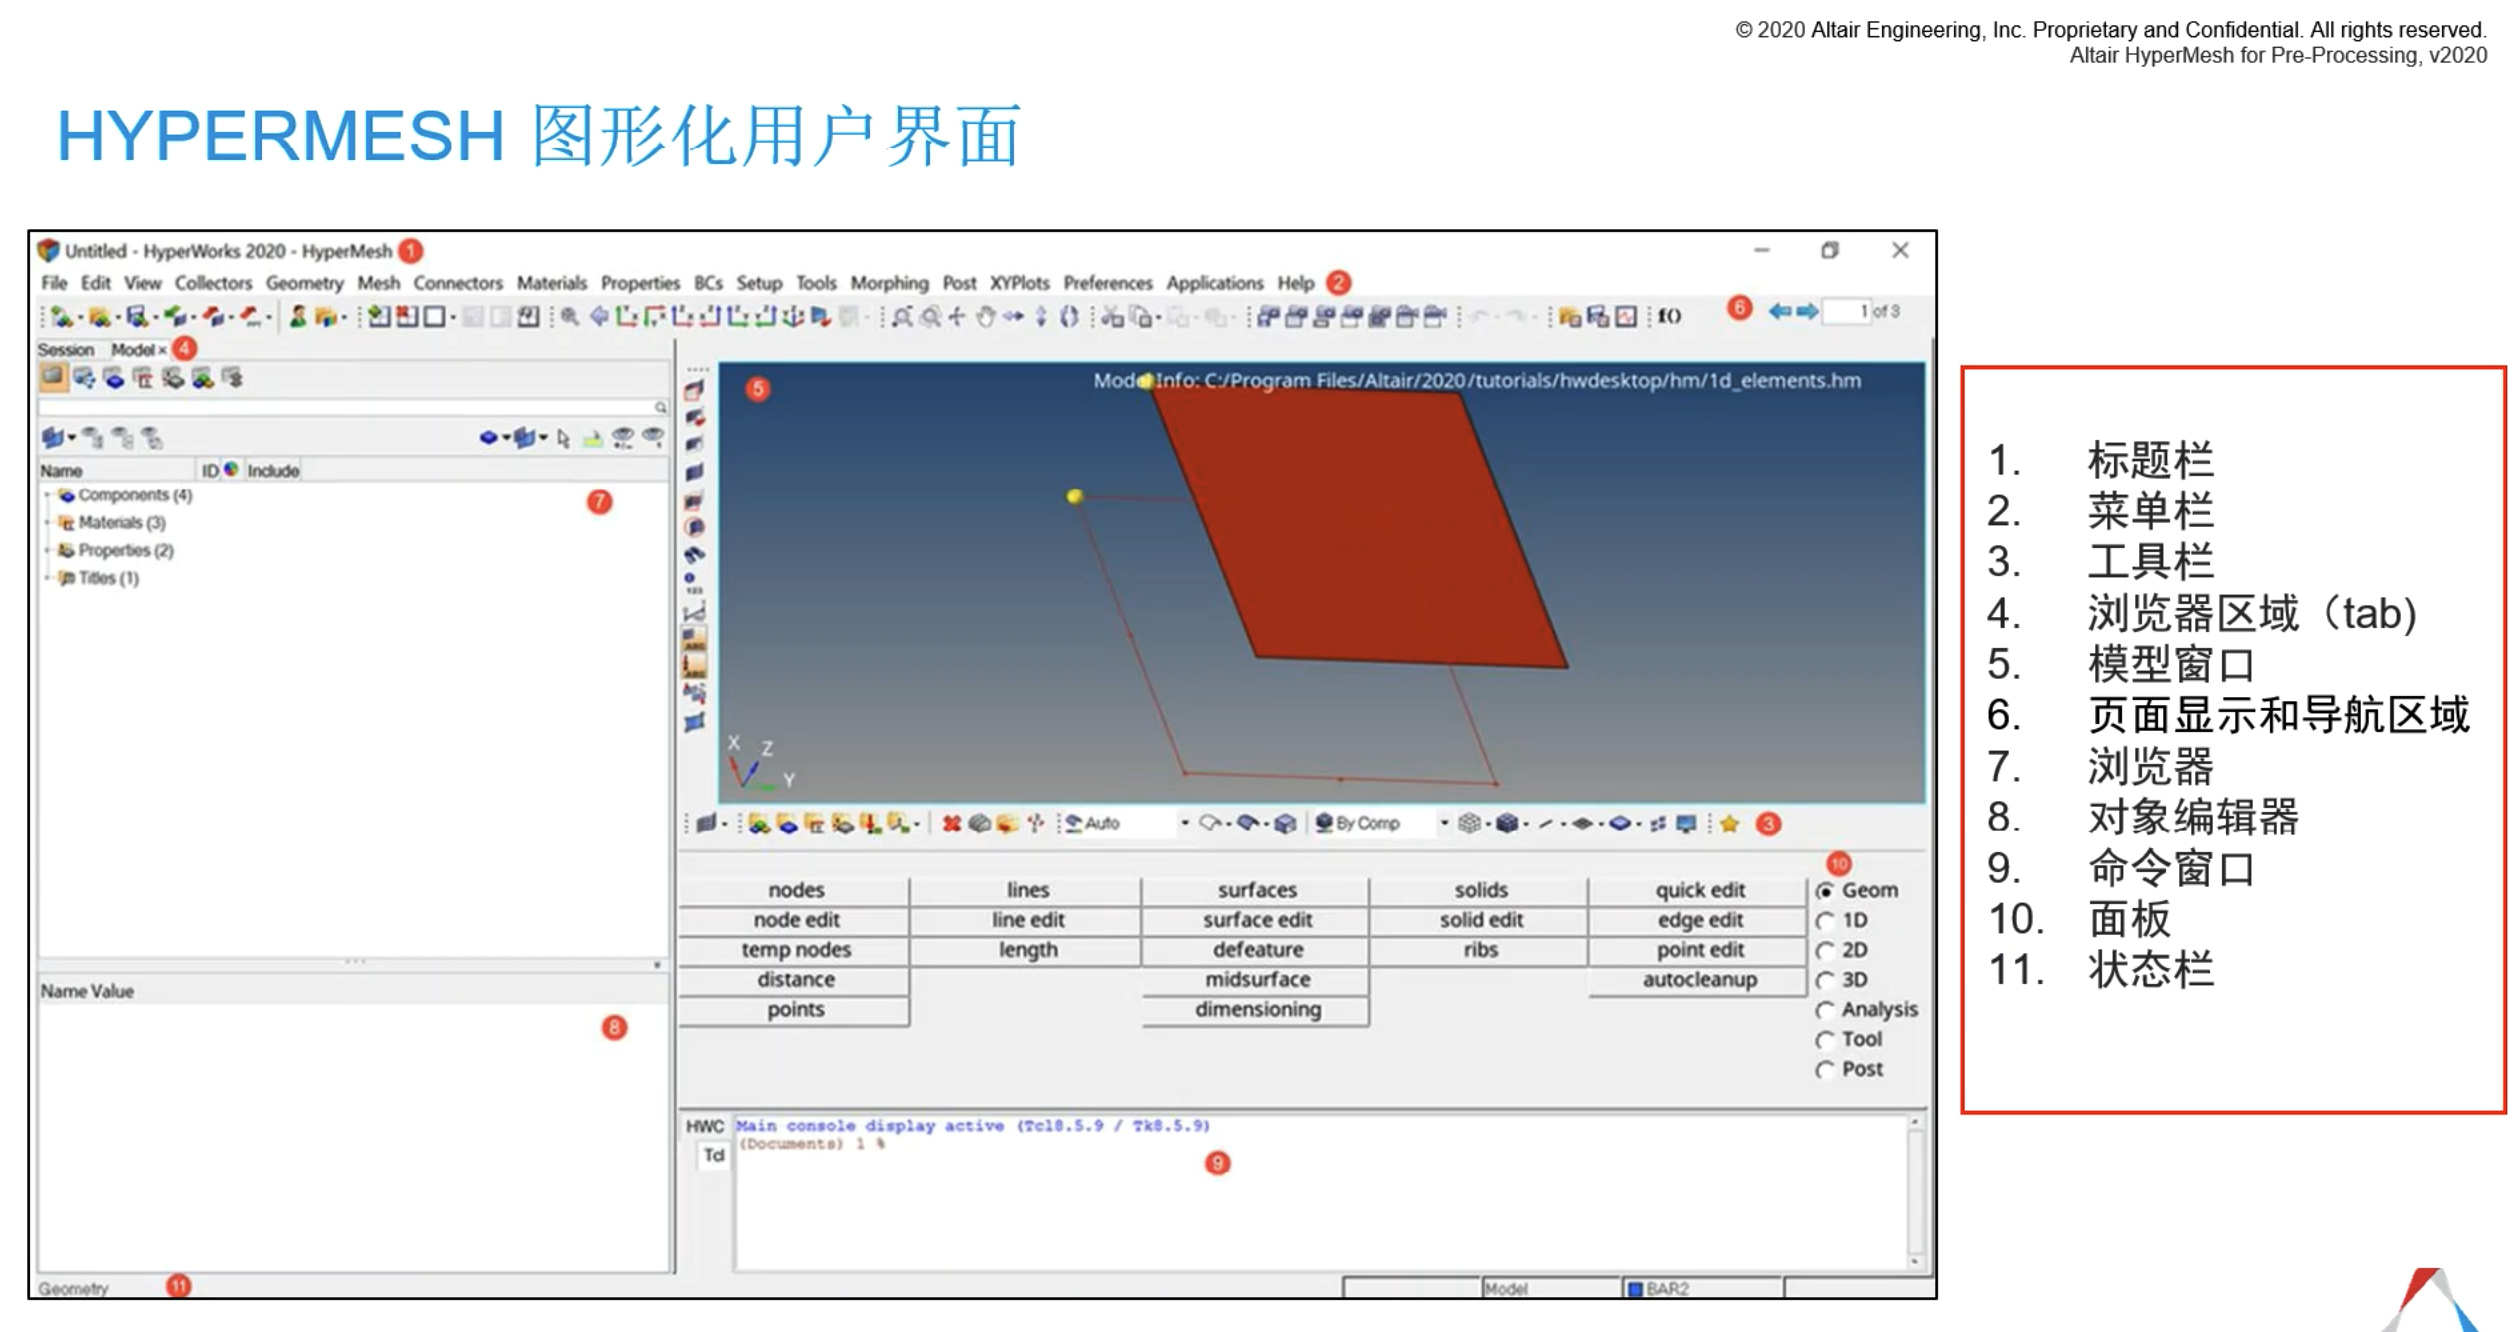 © 2020 Altair Engineering, Inc. Proprietary and Confidential. All rights reserved.
Altair HyperMesh for Pre-Processing, v2020
HYPERMESH 图形化用户界面
Untitled - HyperWorks 2020 - HyperMesh 1
File Edit View Collectors Geometry Mesh Connectors Materials Properties BCs Setup Tools Morphing Post XYPlots Preferences Applications Help 2
f() 6 1 of 3
Session Model × 4
5 Model Info: C:/Program Files/Altair/2020/tutorials/hwdesktop/hm/1d_elements.hm
Name ID Include
Components (4) 7
Materials (3)
Properties (2)
Titles (1)
123
ABC
ABC
X Z
Y
Auto By Comp 3
10
nodes lines surfaces solids quick edit Geom
node edit line edit surface edit solid edit edge edit 1D
temp nodes length defeature ribs point edit 2D
distance midsurface autocleanup 3D
points dimensioning Analysis
Tool
Post
Name Value
8
HWC Main console display active (Tcl8.5.9 / Tk8.5.9)
(Documents) 1 %
Tcl
9
Geometry 11 Model BAR2
1. 标题栏
2. 菜单栏
3. 工具栏
4. 浏览器区域（tab)
5. 模型窗口
6. 页面显示和导航区域
7. 浏览器
8. 对象编辑器
9. 命令窗口
10. 面板
11. 状态栏